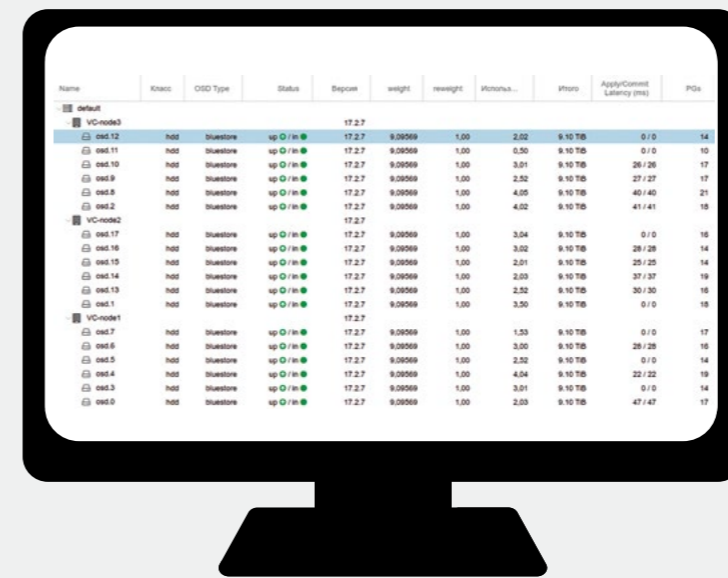 Name Класс OSD Type Status Версия weight reweight Использ... Итого Apply/Commit Latency (ms) PGs
default
VC-node3 17.2.7
osd.12 hdd bluestore up / in 17.2.7 9,09569 1,00 2,02 9.10 TiB 0 / 0 14
osd.11 hdd bluestore up / in 17.2.7 9,09569 1,00 0,50 9.10 TiB 0 / 0 10
osd.10 hdd bluestore up / in 17.2.7 9,09569 1,00 3,01 9.10 TiB 26 / 26 17
osd.9 hdd bluestore up / in 17.2.7 9,09569 1,00 2,52 9.10 TiB 27 / 27 17
osd.8 hdd bluestore up / in 17.2.7 9,09569 1,00 4,05 9.10 TiB 40 / 40 21
osd.2 hdd bluestore up / in 17.2.7 9,09569 1,00 4,02 9.10 TiB 41 / 41 18
VC-node2 17.2.7
osd.17 hdd bluestore up / in 17.2.7 9,09569 1,00 3,04 9.10 TiB 0 / 0 16
osd.16 hdd bluestore up / in 17.2.7 9,09569 1,00 3,02 9.10 TiB 28 / 28 14
osd.15 hdd bluestore up / in 17.2.7 9,09569 1,00 2,01 9.10 TiB 25 / 25 14
osd.14 hdd bluestore up / in 17.2.7 9,09569 1,00 2,03 9.10 TiB 37 / 37 19
osd.13 hdd bluestore up / in 17.2.7 9,09569 1,00 2,52 9.10 TiB 30 / 30 16
osd.1 hdd bluestore up / in 17.2.7 9,09569 1,00 3,50 9.10 TiB 0 / 0 18
VC-node1 17.2.7
osd.7 hdd bluestore up / in 17.2.7 9,09569 1,00 1,53 9.10 TiB 0 / 0 17
osd.6 hdd bluestore up / in 17.2.7 9,09569 1,00 3,00 9.10 TiB 28 / 28 16
osd.5 hdd bluestore up / in 17.2.7 9,09569 1,00 2,52 9.10 TiB 0 / 0 14
osd.4 hdd bluestore up / in 17.2.7 9,09569 1,00 4,04 9.10 TiB 22 / 22 19
osd.3 hdd bluestore up / in 17.2.7 9,09569 1,00 3,01 9.10 TiB 0 / 0 14
osd.0 hdd bluestore up / in 17.2.7 9,09569 1,00 2,03 9.10 TiB 47 / 47 17